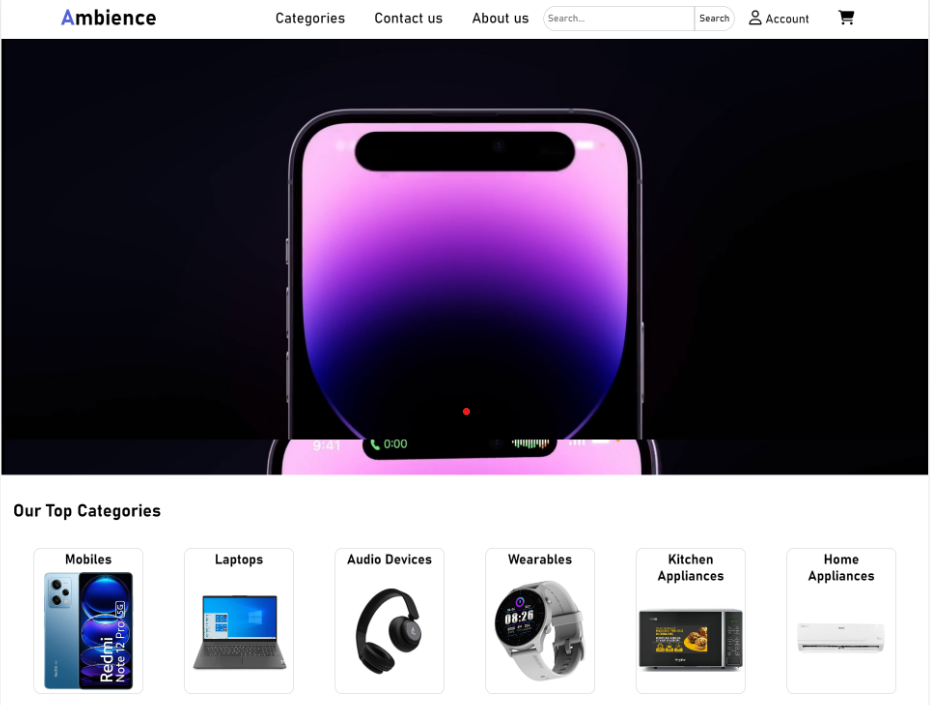 Ambience
Categories
Contact us
About us
Search...
Search
Account
9:41
0:00
Our Top Categories
Mobiles
Laptops
Audio Devices
Wearables
Kitchen
Appliances
Home
Appliances
Redmi
Note 12 Pro 5G
08:26